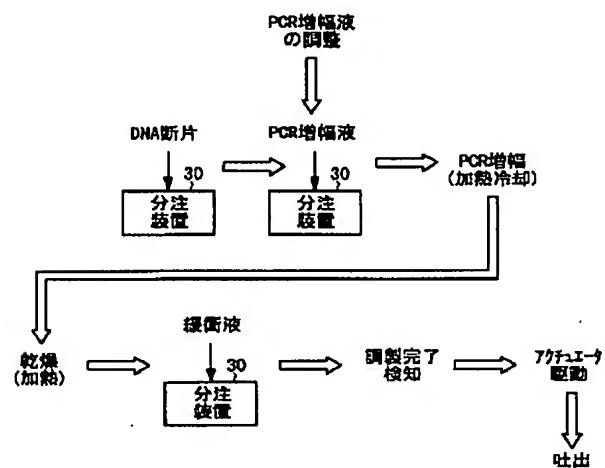 PCR増幅液
の調整
DNA断片
PCR増幅液
PCR増幅
(加熱冷却)
30
分注
装置
30
分注
装置
乾燥
(加熱)
緩衝液
30
分注
装置
調製完了
検知
アクチュエータ
駆動
吐出